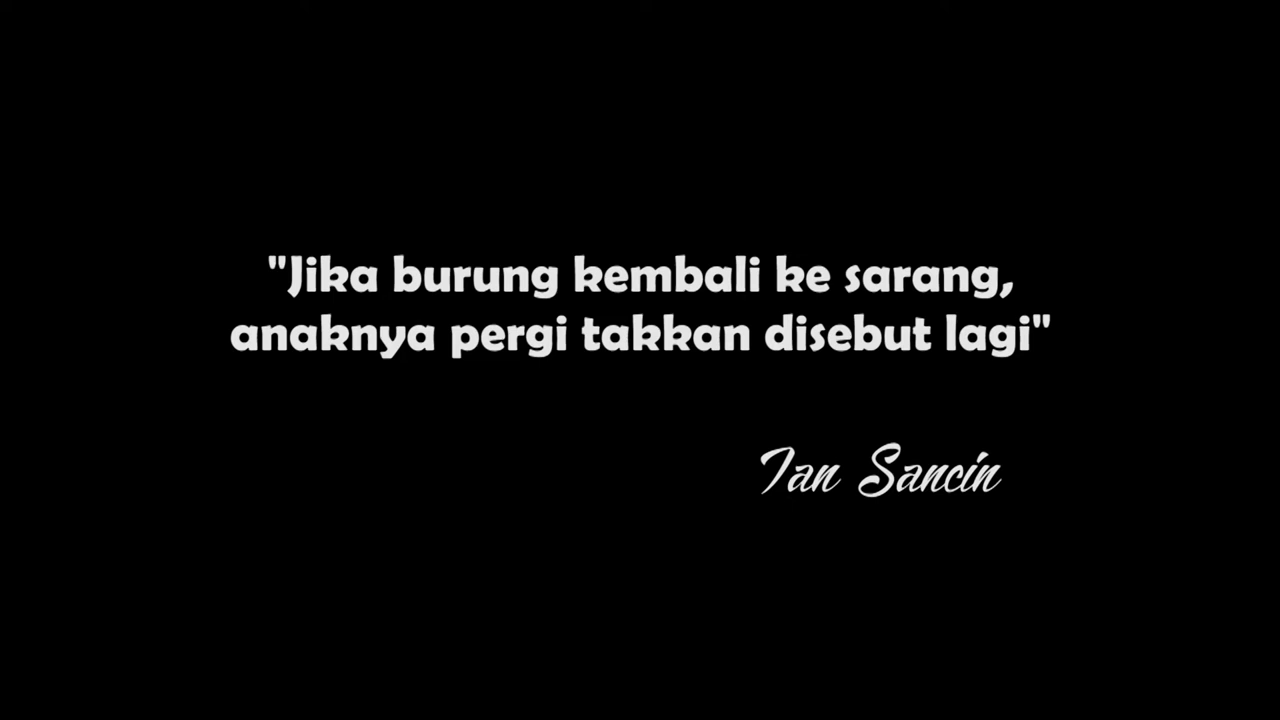 "Jika burung kembali ke sarang,
anaknya pergi takkan disebut lagi"
Ian Sancin